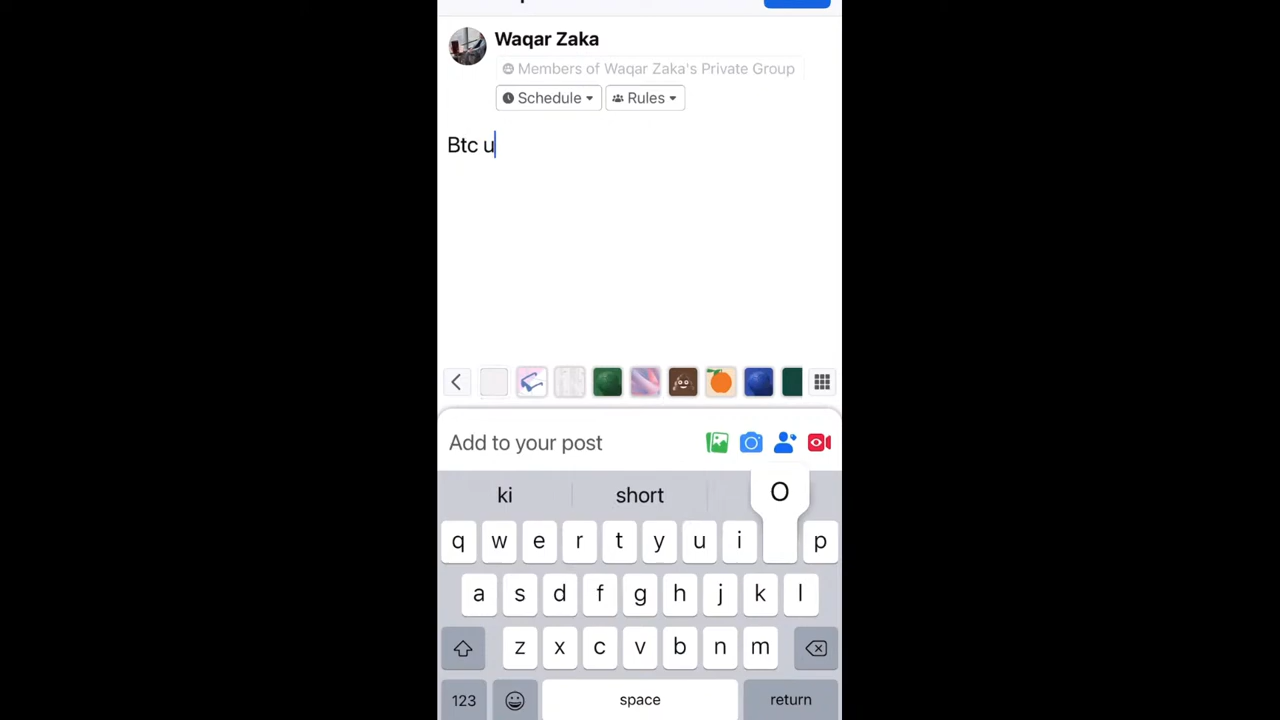 Waqar Zaka
Members of Waqar Zaka's Private Group
Schedule
Rules
Btc u
Add to your post
ki
short
O
q w e r t y u i p
a s d f g h j k l
z x c v b n m
123
space
return